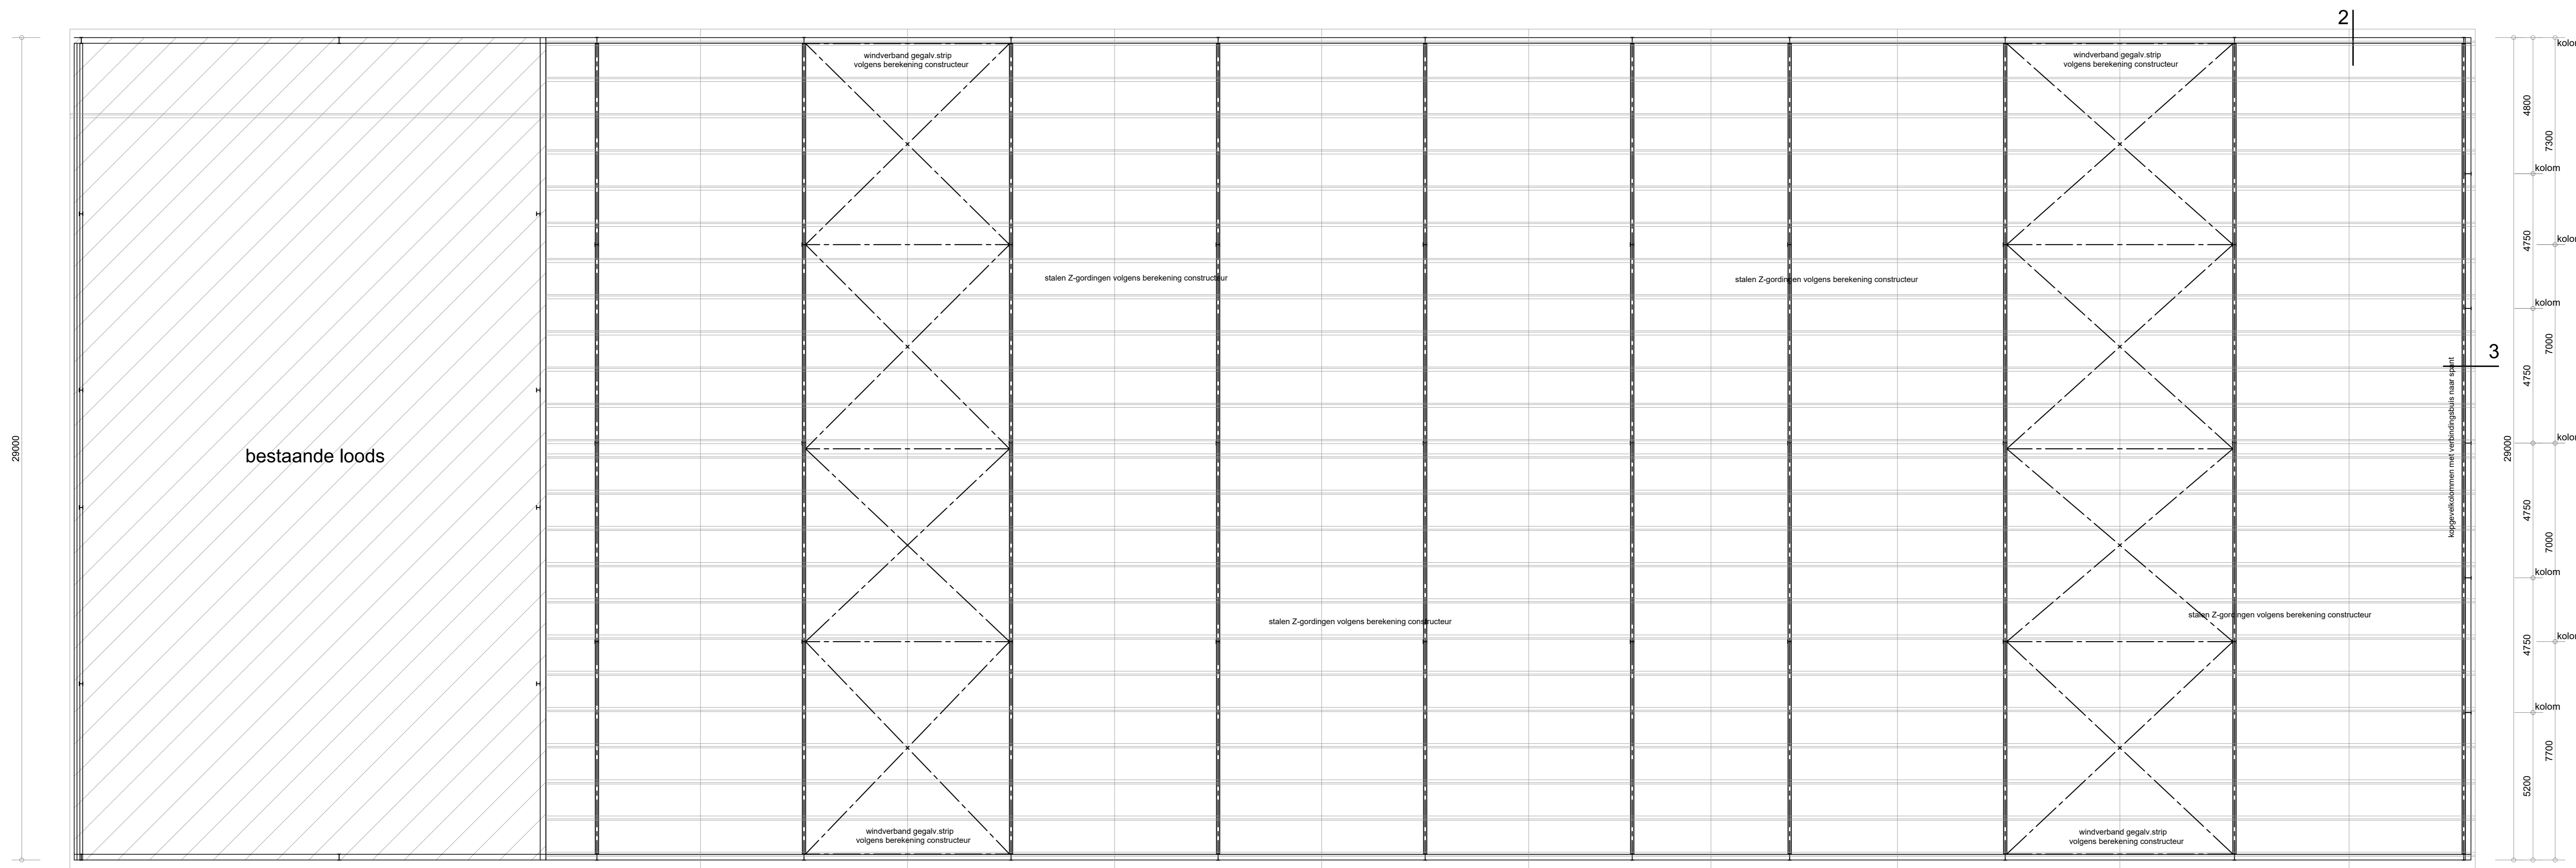 2
windverband gegalv.strip
volgens berekening constructeur
windverband gegalv.strip
volgens berekening constructeur
kolom
4800
7300
kolom
4750
kolom
stalen Z-gordingen volgens berekening constructeur
stalen Z-gordingen volgens berekening constructeur
kolom
7000
3
4750
kopgevelkolommen met verbindingsbuis naar spant
29000
bestaande loods
29000
kolom
4750
7000
kolom
stalen Z-gordingen volgens berekening constructeur
stalen Z-gordingen volgens berekening constructeur
4750
kolom
kolom
7700
5200
windverband gegalv.strip
volgens berekening constructeur
windverband gegalv.strip
volgens berekening constructeur